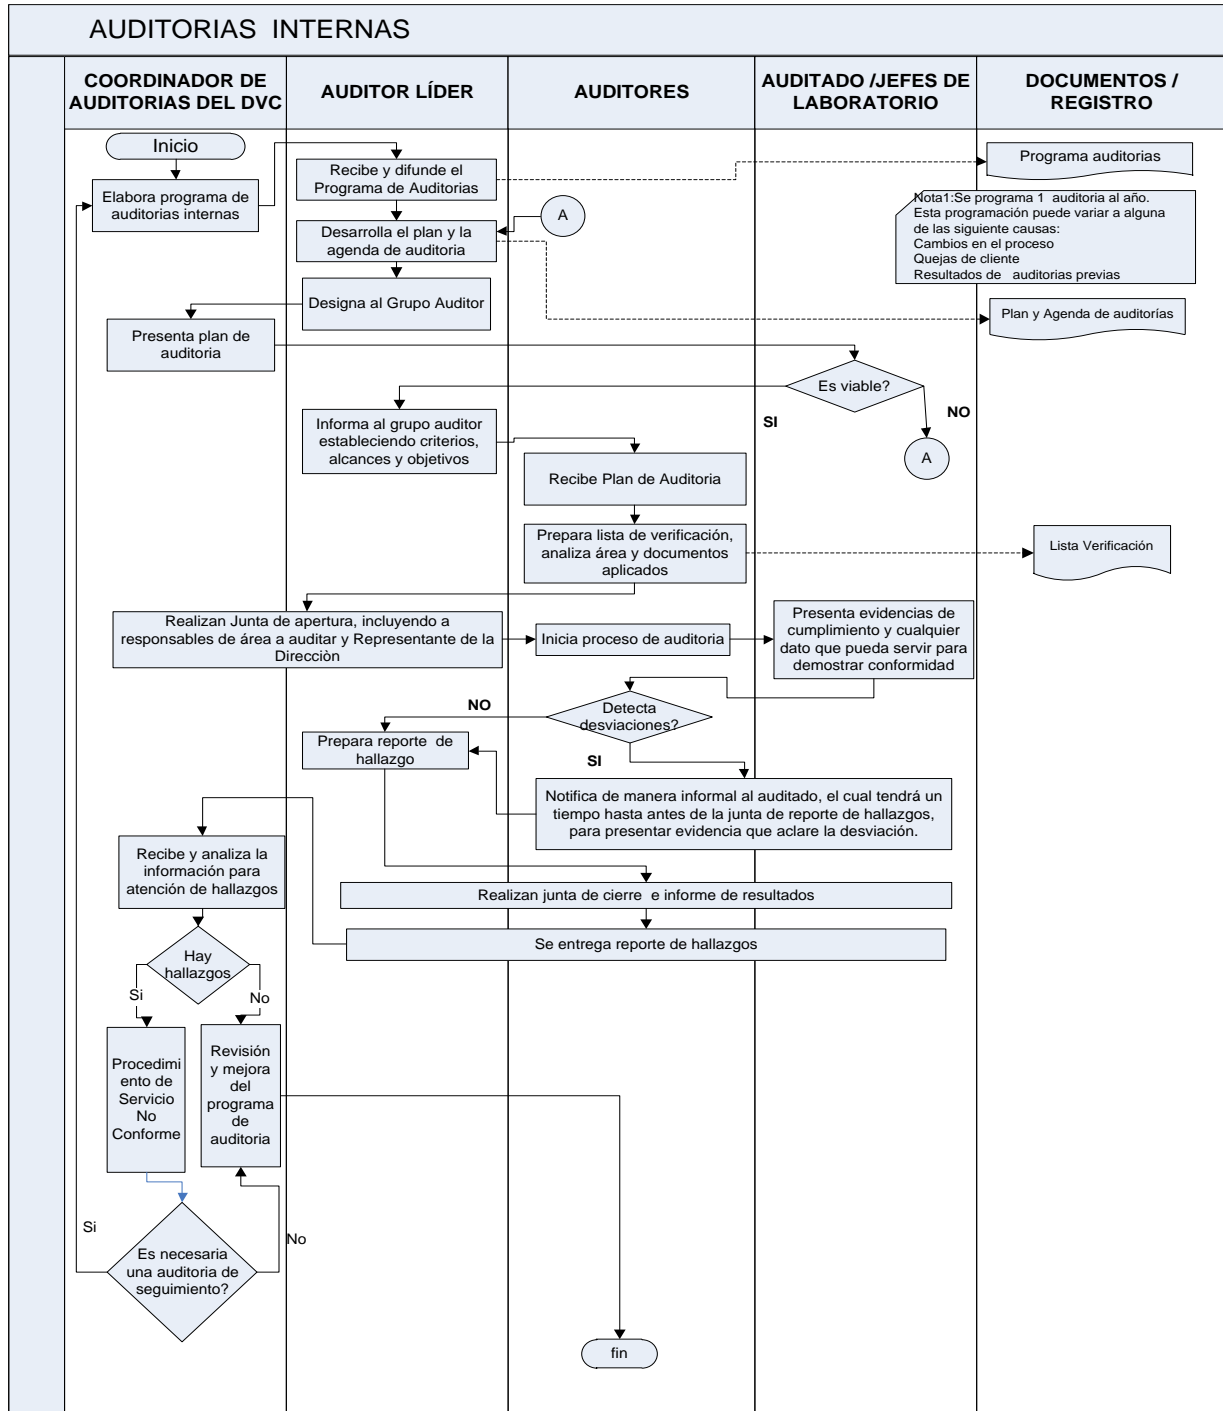 AUDITORIAS  INTERNAS
COORDINADOR DE
AUDITORIAS DEL DVC
AUDITOR LÍDER
AUDITORES
AUDITADO /JEFES DE
LABORATORIO
DOCUMENTOS /
REGISTRO
Inicio
Elabora programa de
auditorias internas
Recibe y difunde el
Programa de Auditorias
Programa auditorias
Nota1:Se programa 1  auditoria al año.
Esta programación puede variar a alguna
de las siguiente causas:
Cambios en el proceso
Quejas de cliente
Resultados de  auditorias previas
A
Desarrolla el plan y la
agenda de auditoria
Designa al Grupo Auditor
Plan y Agenda de auditorías
Presenta plan de
auditoria
Es viable?
SI
NO
A
Informa al grupo auditor
estableciendo criterios,
alcances y objetivos
Recibe Plan de Auditoria
Prepara lista de verificación,
analiza área y documentos
aplicados
Lista Verificación
Realizan Junta de apertura, incluyendo a
responsables de área a auditar y Representante de la
Direcciòn
Inicia proceso de auditoria
Presenta evidencias de
cumplimiento y cualquier
dato que pueda servir para
demostrar conformidad
Detecta
desviaciones?
NO
SI
Prepara reporte  de
hallazgo
Notifica de manera informal al auditado, el cual tendrá un
tiempo hasta antes de la junta de reporte de hallazgos,
para presentar evidencia que aclare la desviación.
Recibe y analiza la
información para
atención de hallazgos
Realizan junta de cierre  e informe de resultados
Se entrega reporte de hallazgos
Hay
hallazgos
Si
No
Procedimi
ento de
Servicio
No
Conforme
Revisión
y mejora
del
programa
de
auditoria
Si
No
Es necesaria
una auditoria de
seguimiento?
fin